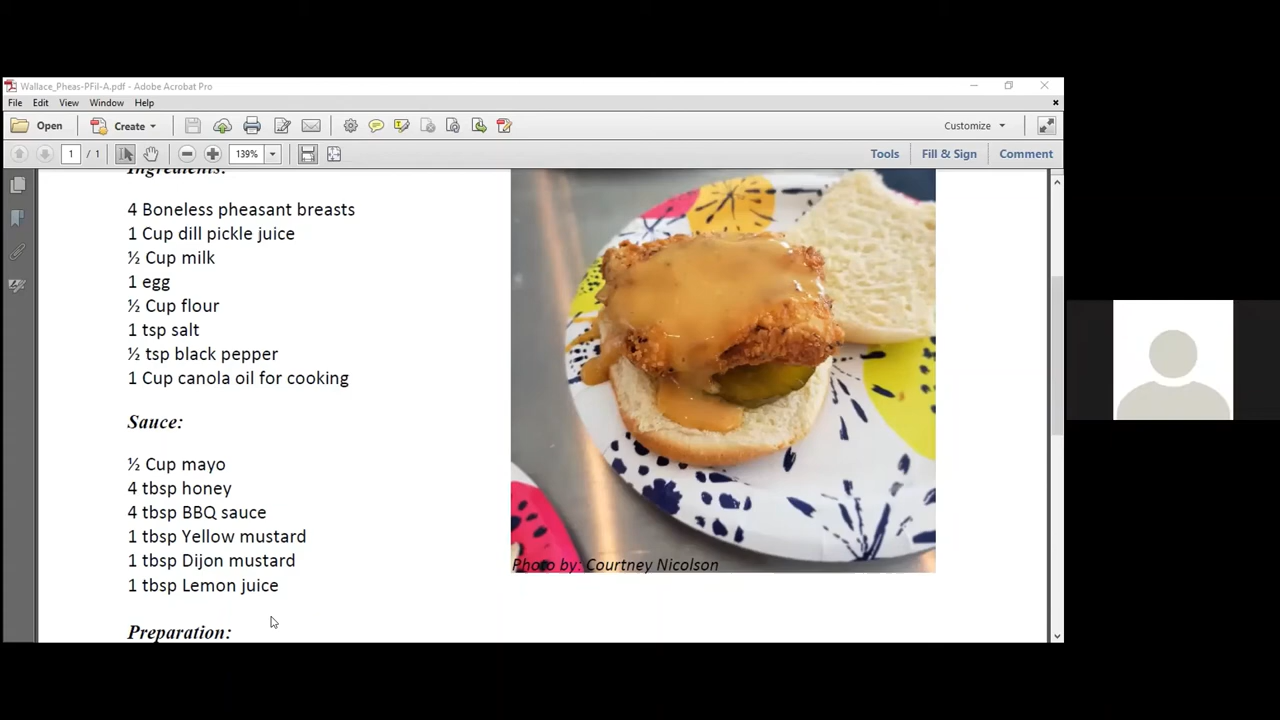 Wallace_Pheas-PFil-A.pdf - Adobe Acrobat Pro
File Edit View Window Help
Open Create Customize
1 / 1 139% Tools Fill & Sign Comment
Ingredients:
4 Boneless pheasant breasts
1 Cup dill pickle juice
½ Cup milk
1 egg
½ Cup flour
1 tsp salt
½ tsp black pepper
1 Cup canola oil for cooking
Sauce:
½ Cup mayo
4 tbsp honey
4 tbsp BBQ sauce
1 tbsp Yellow mustard
1 tbsp Dijon mustard
1 tbsp Lemon juice
Photo by: Courtney Nicolson
Preparation: